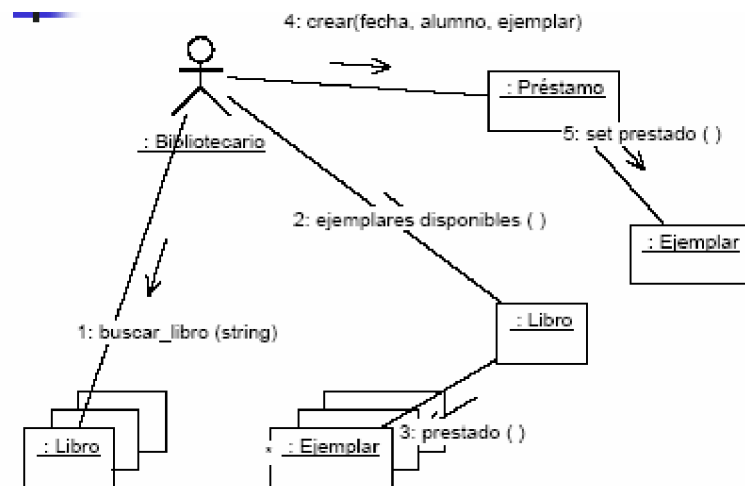 4: crear(fecha, alumno, ejemplar)
: Préstamo
: Bibliotecario
5: set prestado ( )
2: ejemplares disponibles ( )
: Ejemplar
: Libro
1: buscar_libro (string)
3: prestado ( )
: Libro
* : Ejemplar